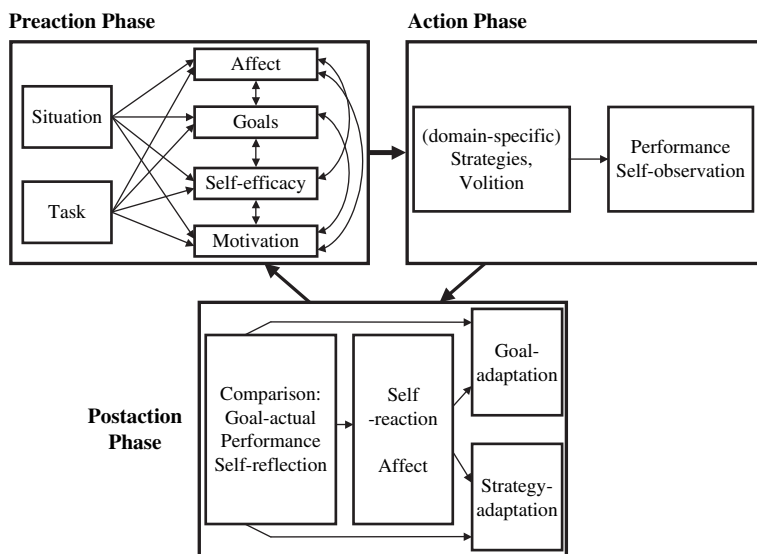 Preaction Phase
Action Phase
Situation
Task
Affect
Goals
Self-efficacy
Motivation
(domain-specific)
Strategies,
Volition
Performance
Self-observation
Postaction
Phase
Comparison:
Goal-actual
Performance
Self-reflection
Self
-reaction
Affect
Goal-
adaptation
Strategy-
adaptation